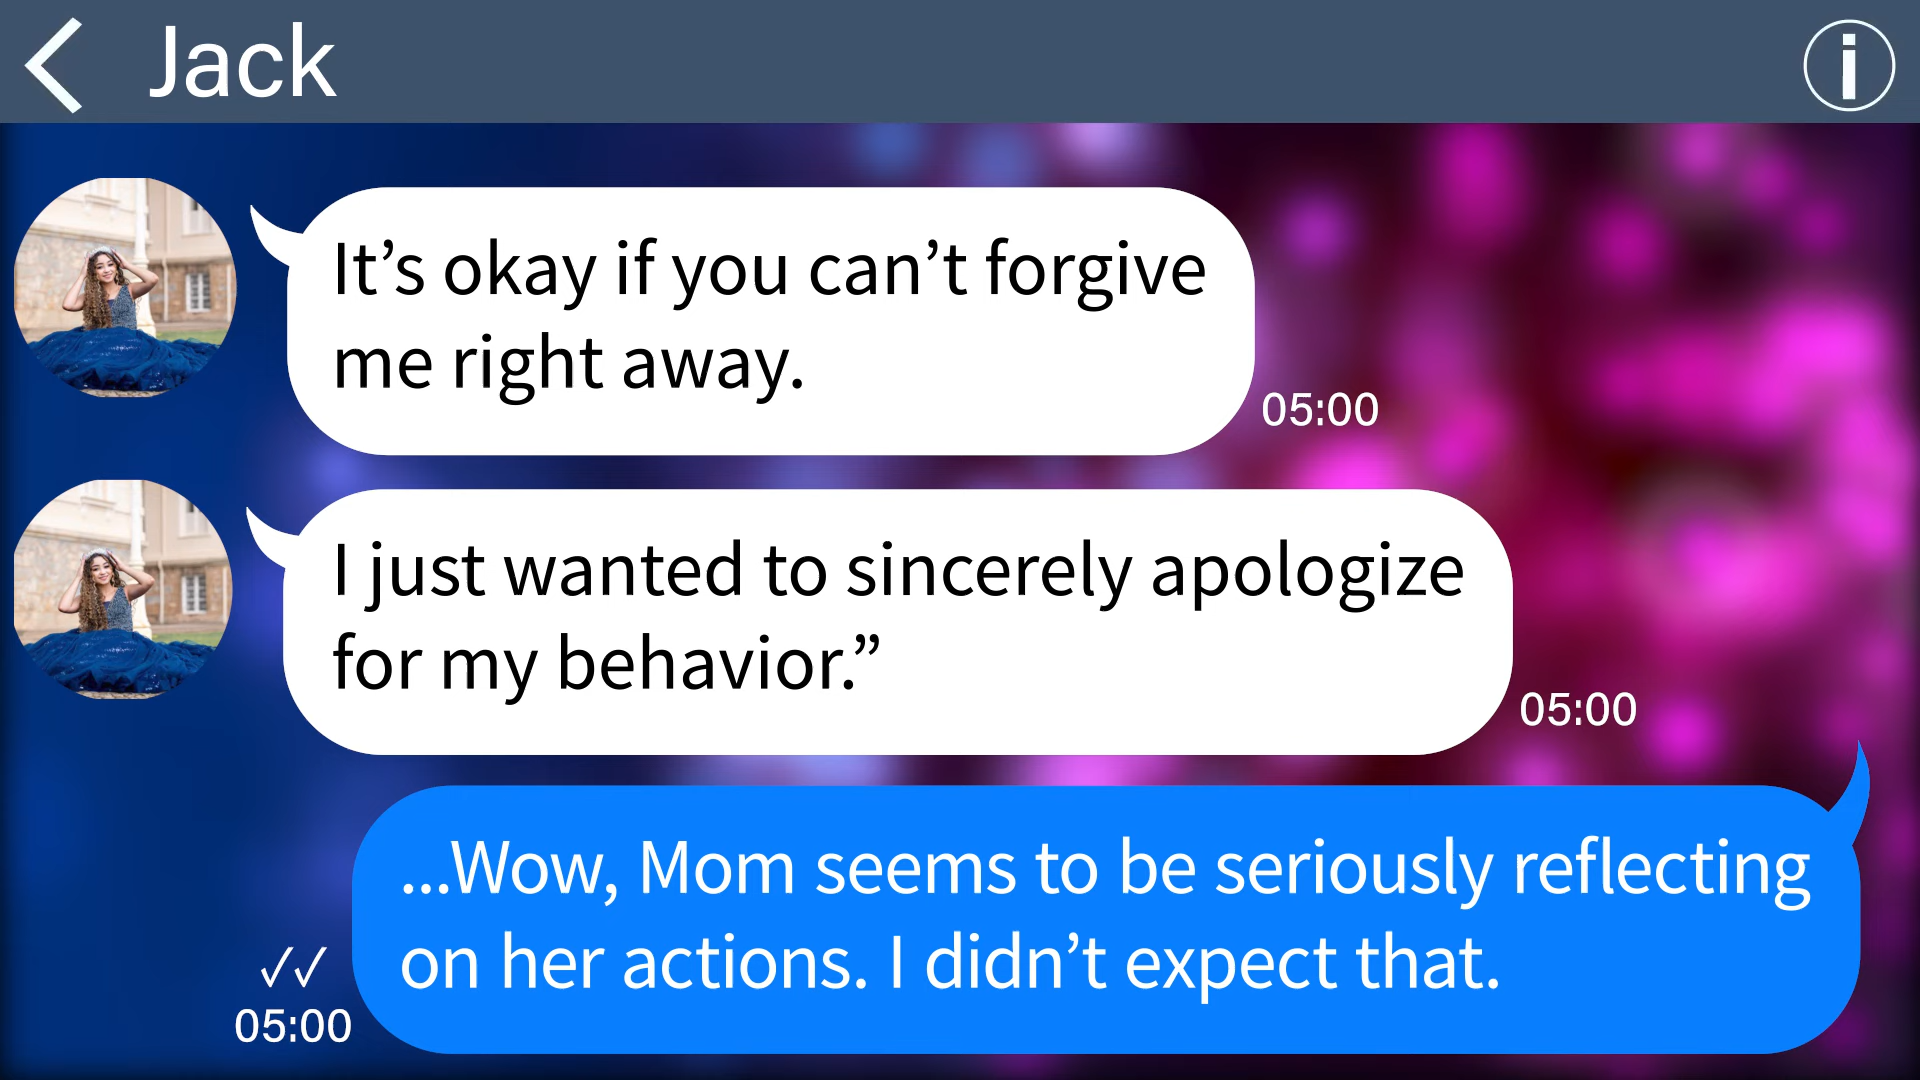 Jack
It’s okay if you can’t forgive
me right away.
05:00
I just wanted to sincerely apologize
for my behavior.”
05:00
...Wow, Mom seems to be seriously reflecting
on her actions. I didn’t expect that.
05:00